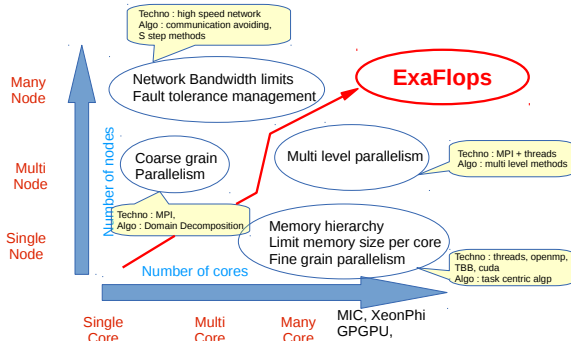 Techno : high speed network
Algo : communication avoiding,
S step methods
Many
Node
Network Bandwidth limits
Fault tolerance management
ExaFlops
Multi
Node
Number of nodes
Coarse grain
Parallelism
Multi level parallelism
Techno : MPI + threads
Algo : multi level methods
Techno : MPI,
Algo : Domain Decomposition
Single
Node
Memory hierarchy
Limit memory size per core
Fine grain parallelism
Techno : threads, openmp,
TBB, cuda
Algo : task centric algp
Number of cores
Single
Core
Multi
Core
Many
Core
MIC, XeonPhi
GPGPU,